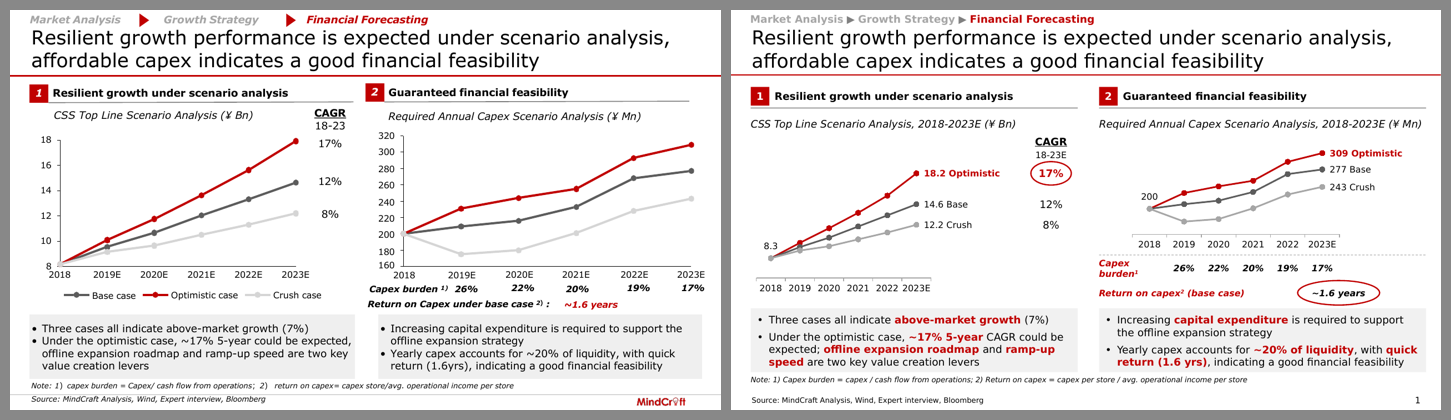 Market Analysis Growth Strategy Financial Forecasting
Resilient growth performance is expected under scenario analysis,
affordable capex indicates a good financial feasibility
1 Resilient growth under scenario analysis
CSS Top Line Scenario Analysis (¥ Bn)
CAGR
18-23
18
16
14
12
10
8
17%
12%
8%
2018 2019E 2020E 2021E 2022E 2023E
Base case Optimistic case Crush case
• Three cases all indicate above-market growth (7%)
• Under the optimistic case, ~17% 5-year could be expected,
offline expansion roadmap and ramp-up speed are two key
value creation levers
2 Guaranteed financial feasibility
Required Annual Capex Scenario Analysis (¥ Mn)
320
300
280
260
240
220
200
180
160
2018 2019E 2020E 2021E 2022E 2023E
Capex burden 1) 26% 22% 20% 19% 17%
Return on Capex under base case 2) : ~1.6 years
• Increasing capital expenditure is required to support the
offline expansion strategy
• Yearly capex accounts for ~20% of liquidity, with quick
return (1.6yrs), indicating a good financial feasibility
Note: 1) capex burden = Capex/ cash flow from operations; 2) return on capex= capex store/avg. operational income per store
Source: MindCraft Analysis, Wind, Expert interview, Bloomberg
MindCraft
Market Analysis ▶ Growth Strategy ▶ Financial Forecasting
Resilient growth performance is expected under scenario analysis,
affordable capex indicates a good financial feasibility
1 Resilient growth under scenario analysis
CSS Top Line Scenario Analysis, 2018-2023E (¥ Bn)
CAGR
18-23E
18.2 Optimistic 17%
14.6 Base 12%
12.2 Crush 8%
8.3
2018 2019 2020 2021 2022 2023E
• Three cases all indicate above-market growth (7%)
• Under the optimistic case, ~17% 5-year CAGR could be
expected; offline expansion roadmap and ramp-up
speed are two key value creation levers
2 Guaranteed financial feasibility
Required Annual Capex Scenario Analysis, 2018-2023E (¥ Mn)
309 Optimistic
277 Base
243 Crush
200
2018 2019 2020 2021 2022 2023E
Capex
burden¹ 26% 22% 20% 19% 17%
Return on capex² (base case) ~1.6 years
• Increasing capital expenditure is required to support
the offline expansion strategy
• Yearly capex accounts for ~20% of liquidity, with quick
return (1.6 yrs), indicating a good financial feasibility
Note: 1) Capex burden = capex / cash flow from operations; 2) Return on capex = capex per store / avg. operational income per store
Source: MindCraft Analysis, Wind, Expert interview, Bloomberg
1